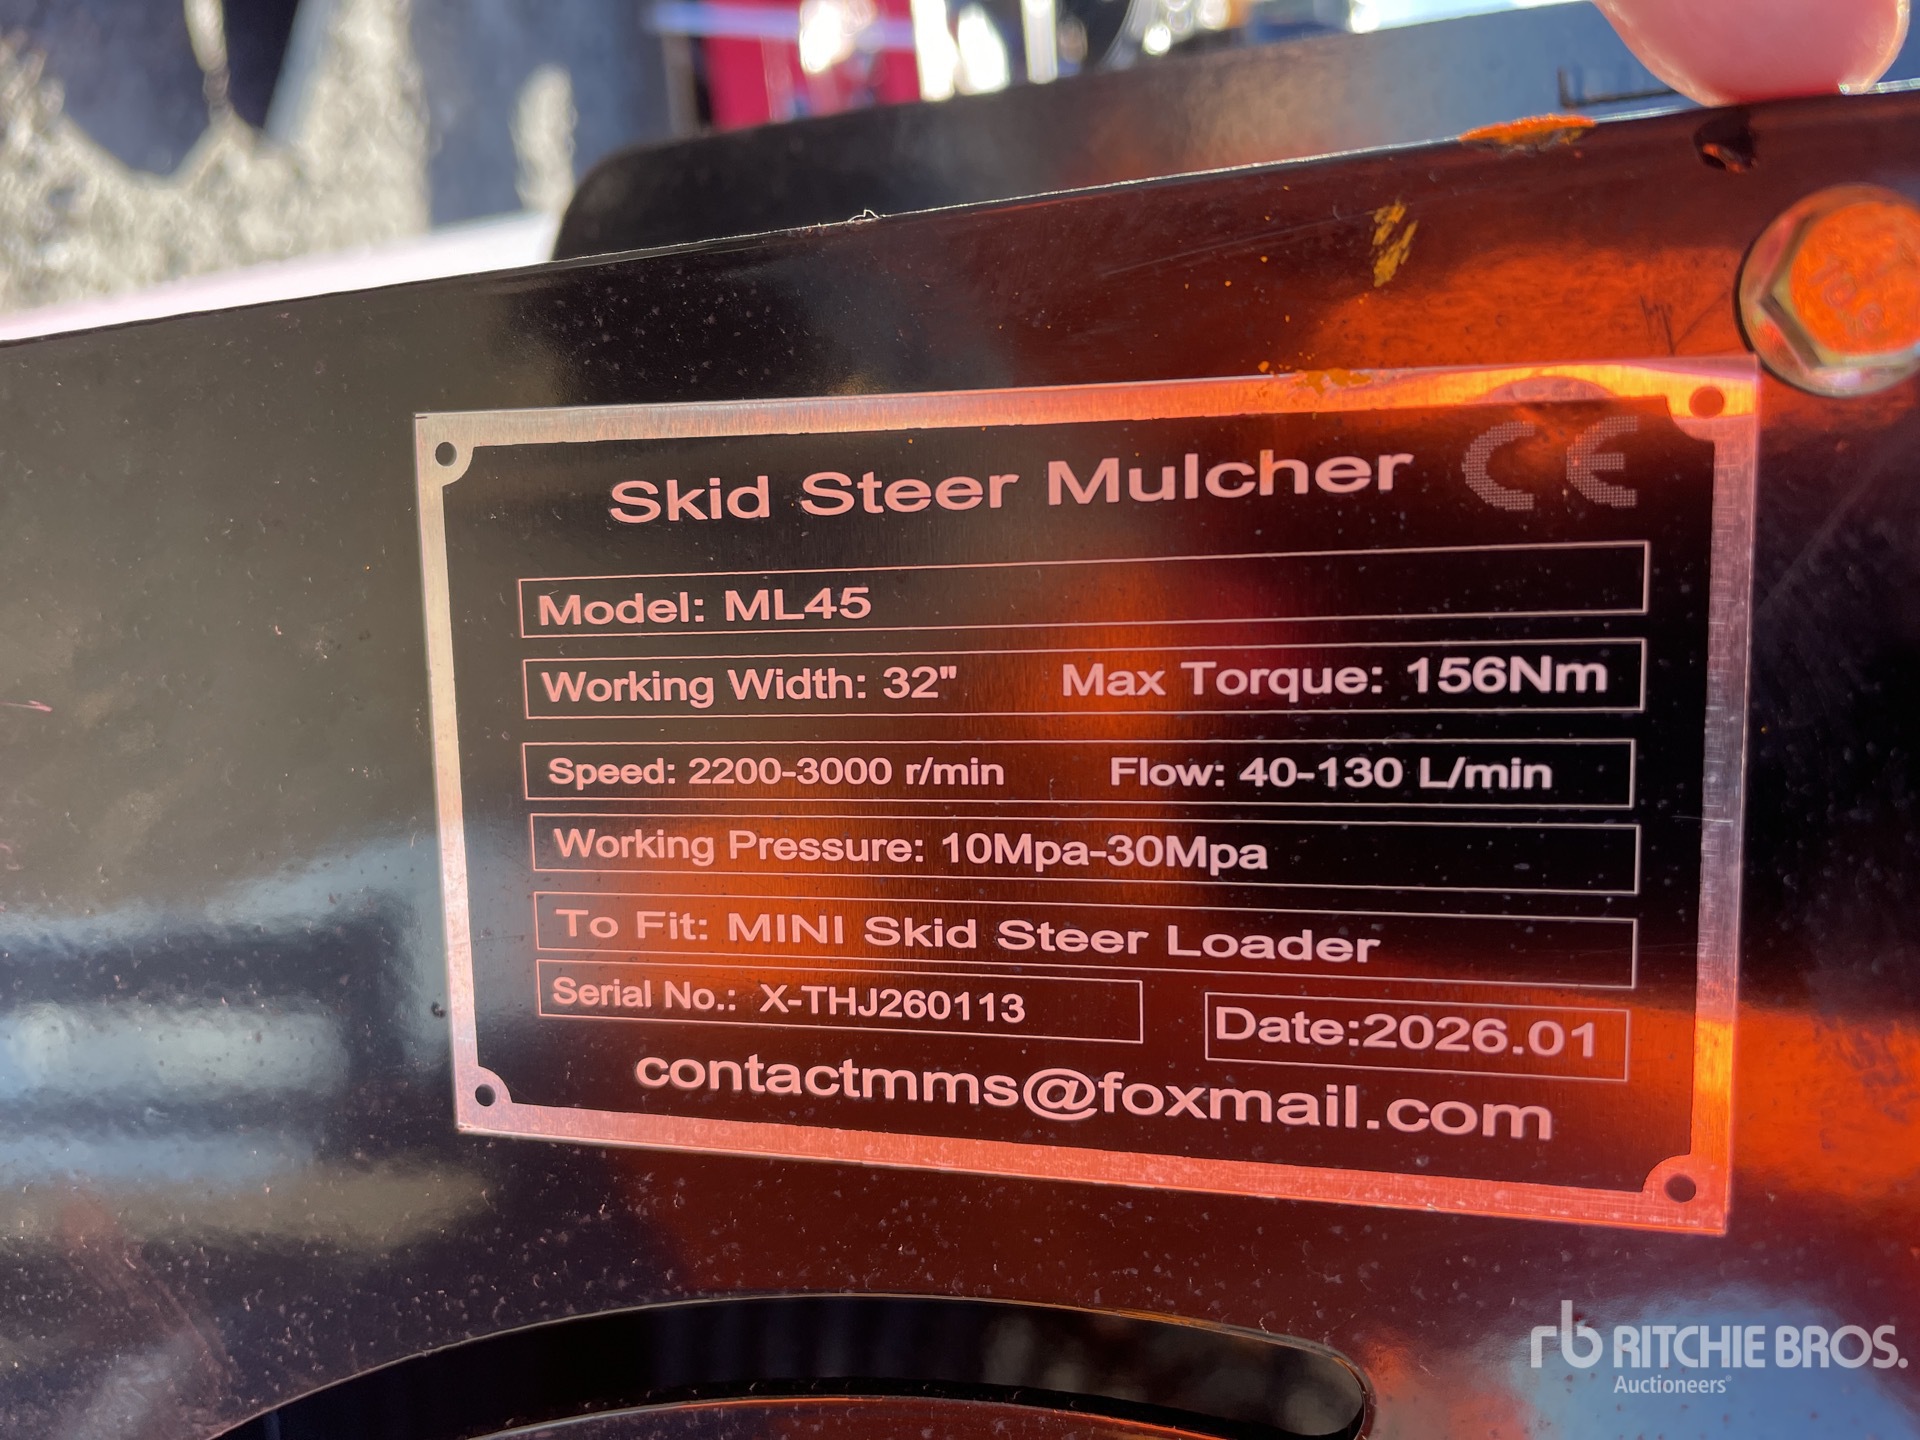 Skid Steer Mulcher CE
Model: ML45
Working Width: 32" Max Torque: 156Nm
Speed: 2200-3000 r/min Flow: 40-130 L/min
Working Pressure: 10Mpa-30Mpa
To Fit: MINI Skid Steer Loader
Serial No.: X-THJ260113
Date:2026.01
contactmms@foxmail.com
rb RITCHIE BROS.
Auctioneers